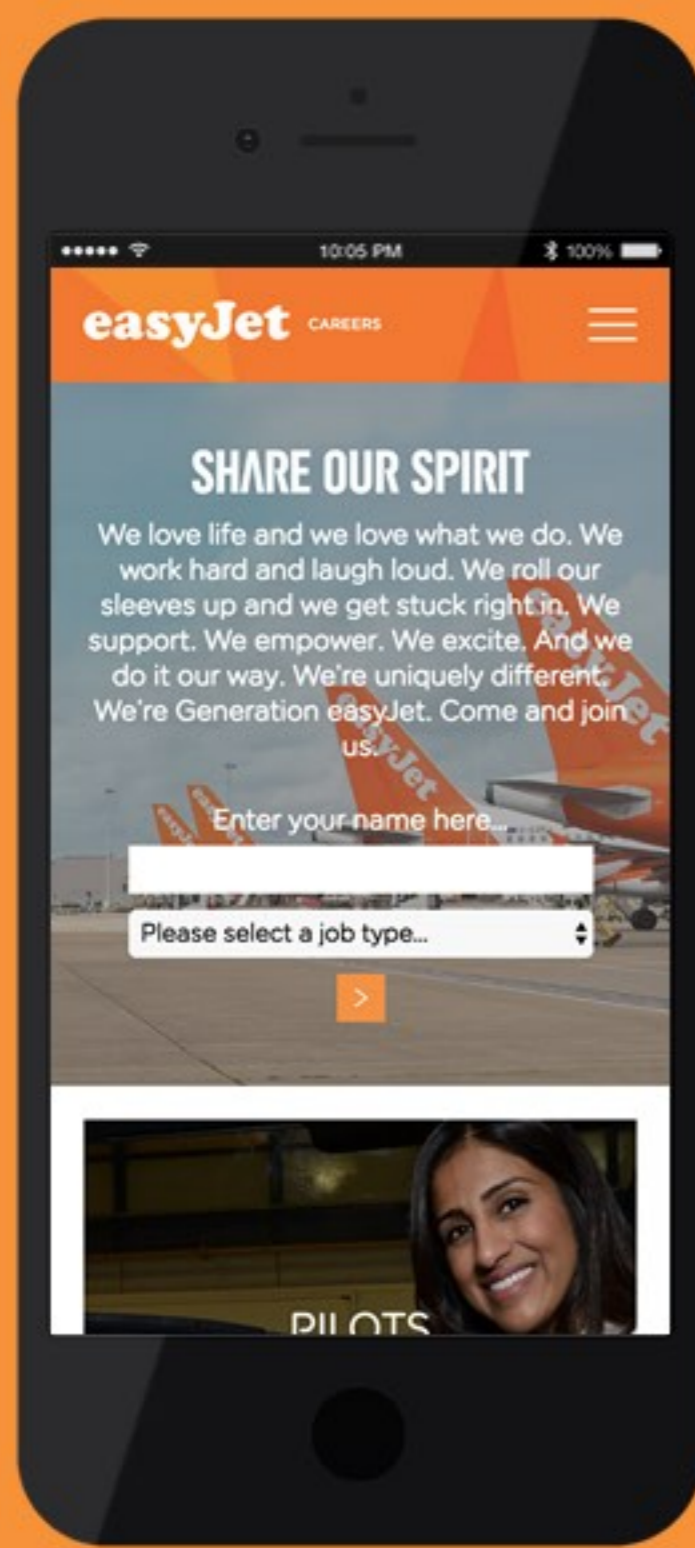 10:05 PM 100%
easyJet CAREERS
SHARE OUR SPIRIT
We love life and we love what we do. We
work hard and laugh loud. We roll our
sleeves up and we get stuck right in. We
support. We empower. We excite. And we
do it our way. We're uniquely different.
We're Generation easyJet. Come and join
us.
easyJet
easyJet
Enter your name here...
Please select a job type...
>
PILOTS